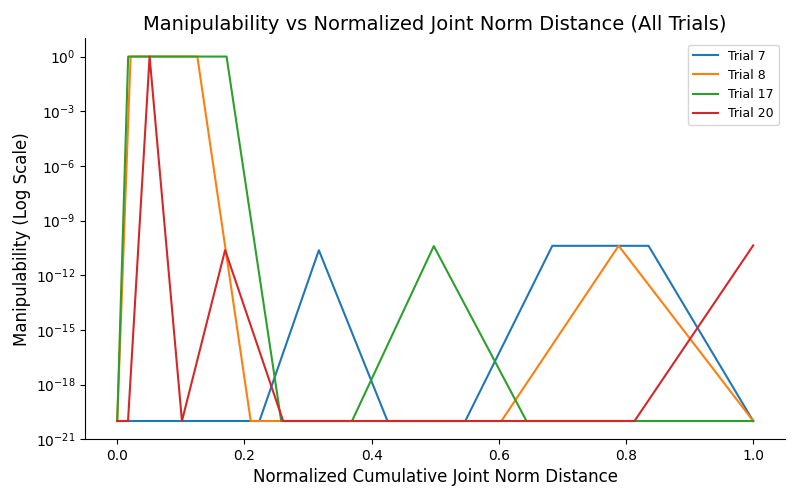 Manipulability vs Normalized Joint Norm Distance (All Trials)
Manipulability (Log Scale)
10⁰
10⁻³
10⁻⁶
10⁻⁹
10⁻¹²
10⁻¹⁵
10⁻¹⁸
10⁻²¹
Trial 7
Trial 8
Trial 17
Trial 20
0.0 0.2 0.4 0.6 0.8 1.0
Normalized Cumulative Joint Norm Distance